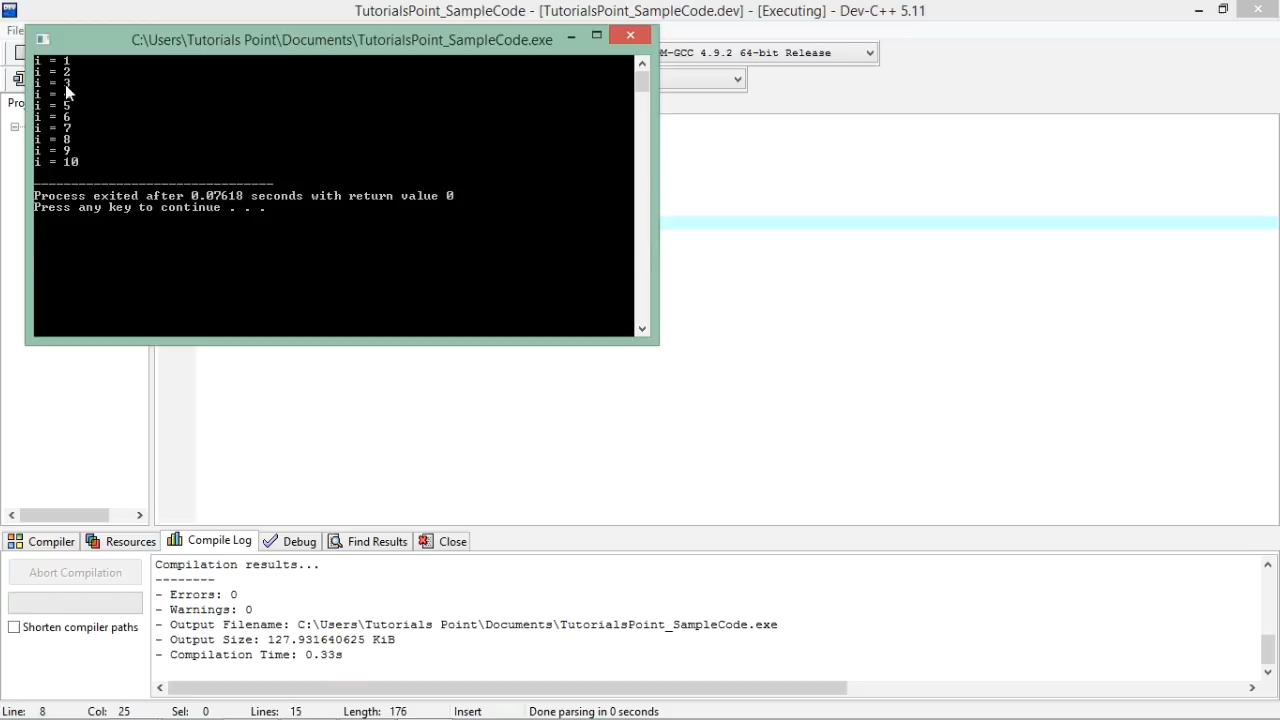 TutorialsPoint_SampleCode - [TutorialsPoint_SampleCode.dev] - [Executing] - Dev-C++ 5.11
File
C:\Users\Tutorials Point\Documents\TutorialsPoint_SampleCode.exe
M-GCC 4.9.2 64-bit Release
i = 1
i = 2
i = 3
i =
i = 5
i = 6
i = 7
i = 8
i = 9
i = 10
--------------------------------
Process exited after 0.07618 seconds with return value 0
Press any key to continue . . .
Compiler
Resources
Compile Log
Debug
Find Results
Close
Abort Compilation
Shorten compiler paths
Compilation results...
--------
- Errors: 0
- Warnings: 0
- Output Filename: C:\Users\Tutorials Point\Documents\TutorialsPoint_SampleCode.exe
- Output Size: 127.931640625 KiB
- Compilation Time: 0.33s
Line: 8 Col: 25 Sel: 0 Lines: 15 Length: 176 Insert Done parsing in 0 seconds